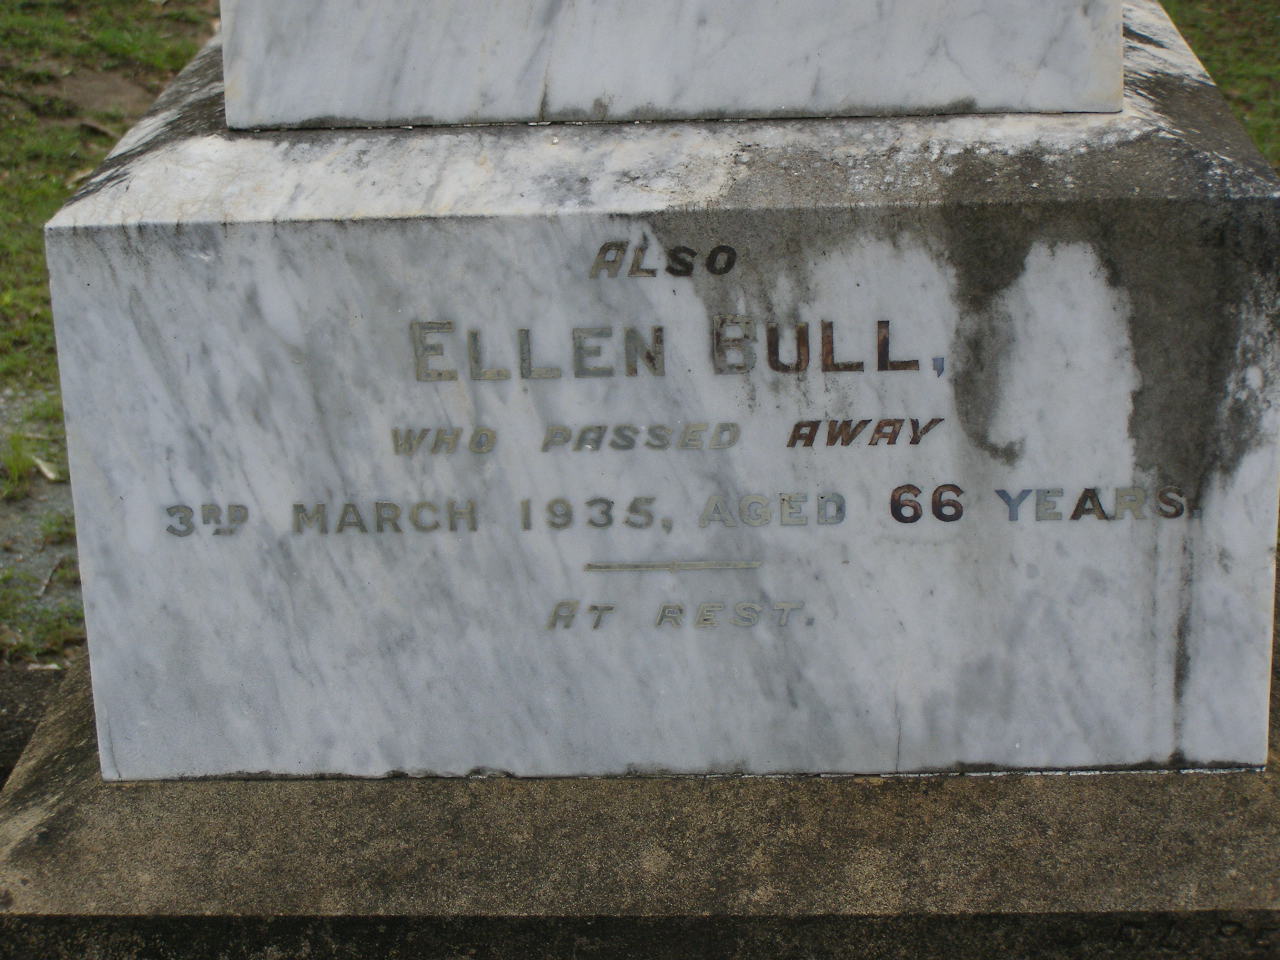 ALSO
ELLEN BULL,
WHO PASSED AWAY
3RD MARCH 1935, AGED 66 YEARS.
AT REST.